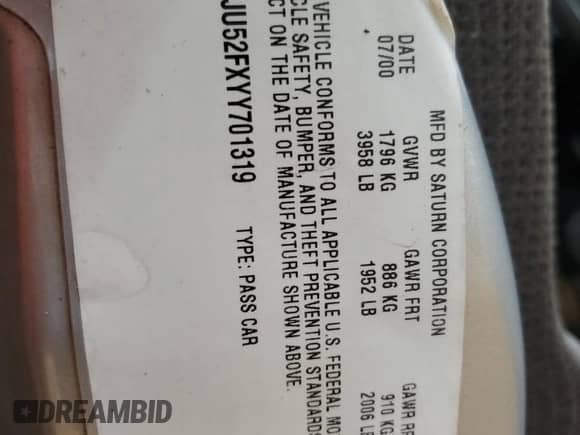 MFD BY SATURN CORPORATION
DATE GVWR GAWR FRT GAWR RR
07/00 1796 KG 886 KG 910 KG
3958 LB 1952 LB 2006 LB
VEHICLE CONFORMS TO ALL APPLICABLE U.S. FEDERAL MO
CLE SAFETY, BUMPER, AND THEFT PREVENTION STANDARDS
CT ON THE DATE OF MANUFACTURE SHOWN ABOVE.
JU52FXYY701319 TYPE: PASS CAR
DREAMBID